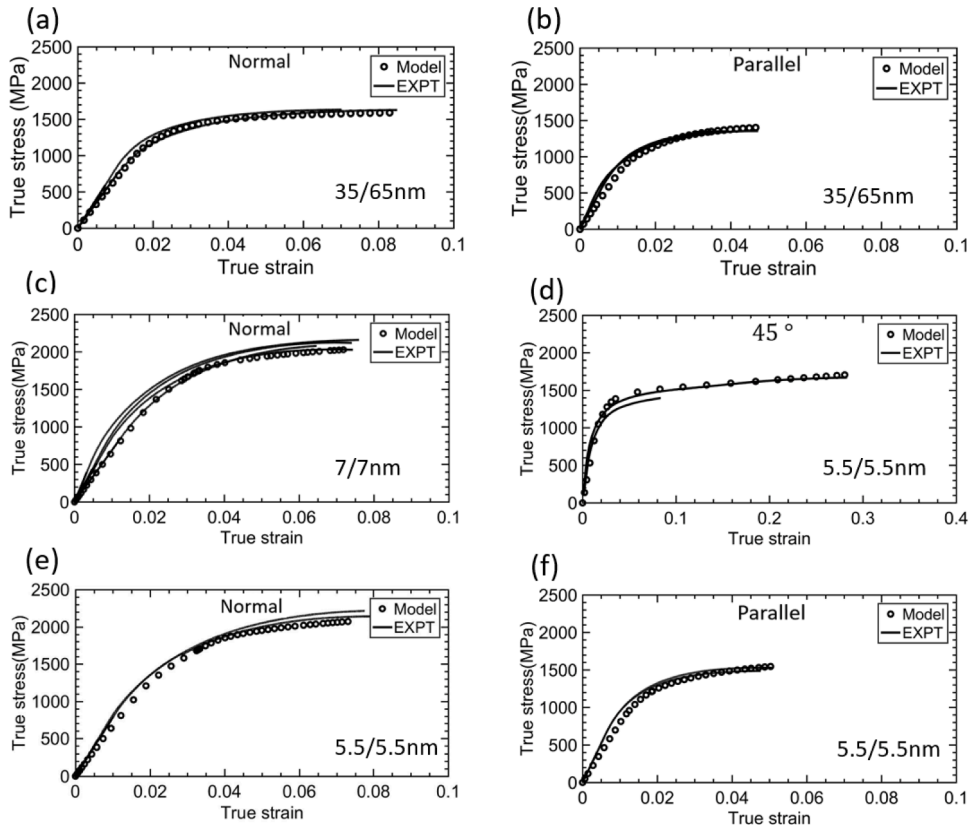 (a)
2500
2000
1500
1000
500
0
True stress (MPa)
Normal
Model
EXPT
35/65nm
0 0.02 0.04 0.06 0.08 0.1
True strain
(b)
2500
2000
1500
1000
500
0
True stress(MPa)
Parallel
Model
EXPT
35/65nm
0 0.02 0.04 0.06 0.08 0.1
True strain
(c)
2500
2000
1500
1000
500
0
True stress(MPa)
Normal
Model
EXPT
7/7nm
0 0.02 0.04 0.06 0.08 0.1
True strain
(d)
2500
2000
1500
1000
500
0
True stress(MPa)
45 °
Model
EXPT
5.5/5.5nm
0 0.1 0.2 0.3 0.4
True strain
(e)
2500
2000
1500
1000
500
0
True stress(MPa)
Normal
Model
EXPT
5.5/5.5nm
0 0.02 0.04 0.06 0.08 0.1
True strain
(f)
2500
2000
1500
1000
500
0
True stress(MPa)
Parallel
Model
EXPT
5.5/5.5nm
0 0.02 0.04 0.06 0.08 0.1
True strain